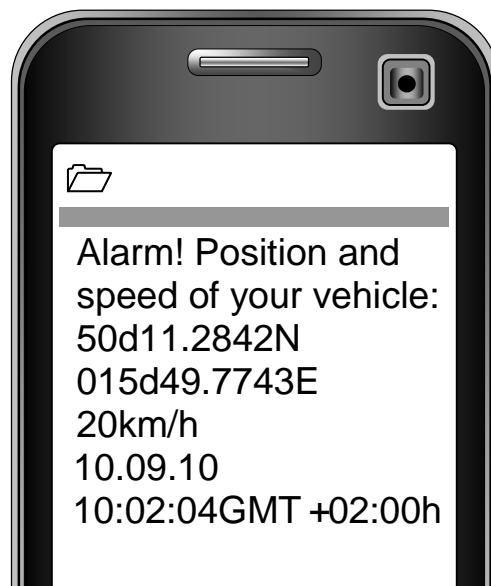 Alarm! Position and
speed of your vehicle:
50d11.2842N
015d49.7743E
20km/h
10.09.10
10:02:04GMT +02:00h